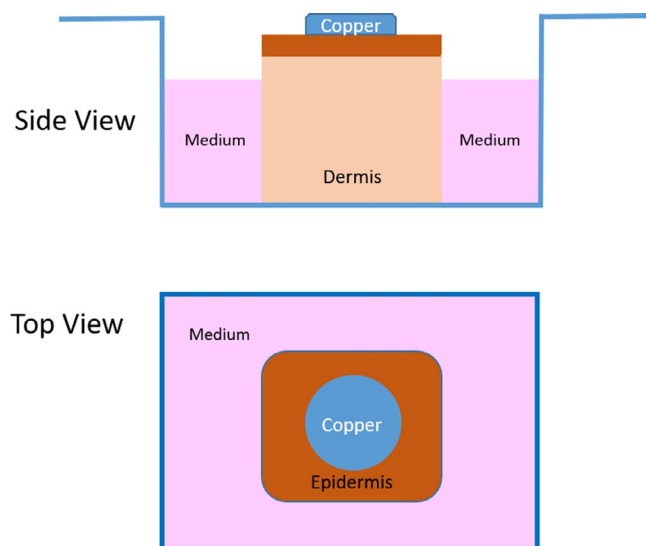 Copper
Side View
Medium
Medium
Dermis
Top View
Medium
Copper
Epidermis